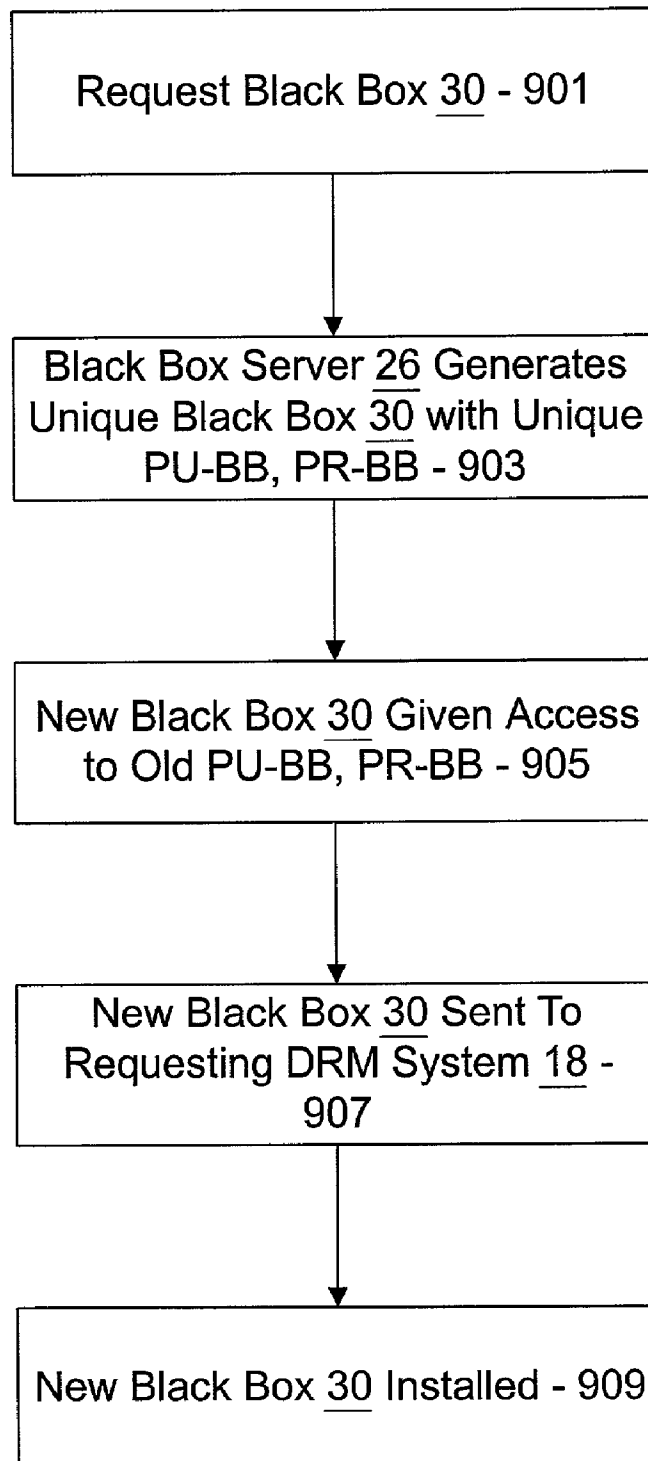 Request Black Box 30 - 901
Black Box Server 26 Generates
Unique Black Box 30 with Unique
PU-BB, PR-BB - 903
New Black Box 30 Given Access
to Old PU-BB, PR-BB - 905
New Black Box 30 Sent To
Requesting DRM System 18 -
907
New Black Box 30 Installed - 909